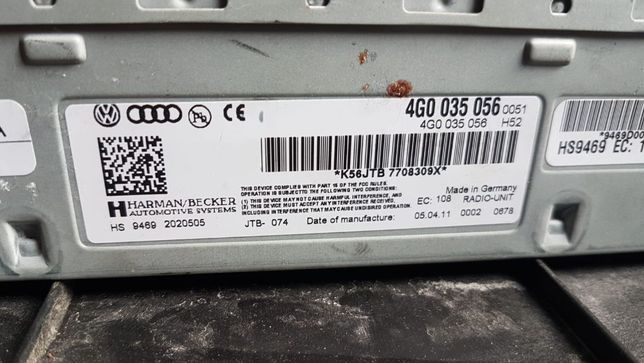 A
4G0 035 056 0051
4G0 035 056 H52
*K56JTB 7708309X*
THIS DEVICE COMPLIES WITH PART 15 OF THE FCC RULES.
OPERATION IS SUBJECTED TO THE FOLLOWING TWO CONDITIONS:
(1) THIS DEVICE MAY NOT CAUSE HARMFUL INTERFERENCE, AND
(2) THIS DEVICE MUST ACCEPT ANY INTERFERENCE RECEIVED,
INCLUDING INTERFERENCE THAT MAY CAUSE UNDESIRED OPERATION.
Made in Germany
EC: 108 RADIO-UNIT
HARMAN/BECKER
AUTOMOTIVE SYSTEMS
HS 9469 2020505
JTB- 074 Date of manufacture: 05.04.11 0002 0678
*9469D00
HS9469 EC: 1